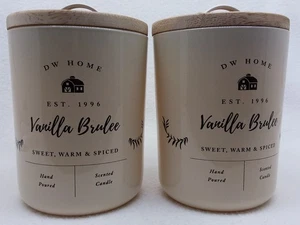 DW HOME
EST. 1996
Vanilla Brulee
SWEET, WARM & SPICED
Hand
Poured
Scented
Candle
DW HOME
EST. 1996
Vanilla Brulee
SWEET, WARM & SPICED
Hand
Poured
Scented
Candle